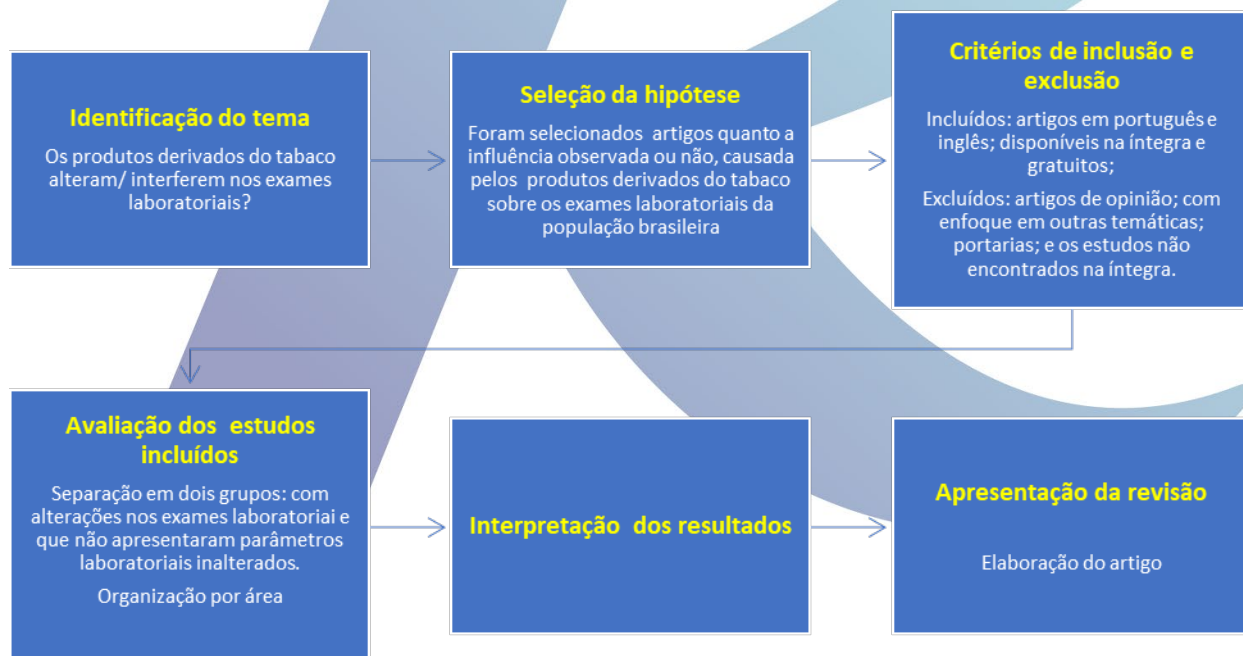 Identificação do tema
Os produtos derivados do tabaco
alteram/ interferem nos exames
laboratoriais?
Seleção da hipótese
Foram selecionados artigos quanto a
influência observada ou não, causada
pelos produtos derivados do tabaco
sobre os exames laboratoriais da
população brasileira
Critérios de inclusão e
exclusão
Incluídos: artigos em português e
inglês; disponíveis na íntegra e
gratuitos;
Excluídos: artigos de opinião; com
enfoque em outras temáticas;
portarias; e os estudos não
encontrados na íntegra.
Avaliação dos estudos
incluídos
Separação em dois grupos: com
alterações nos exames laboratoriai e
que não apresentaram parâmetros
laboratoriais inalterados.
Organização por área
Interpretação dos resultados
Apresentação da revisão
Elaboração do artigo